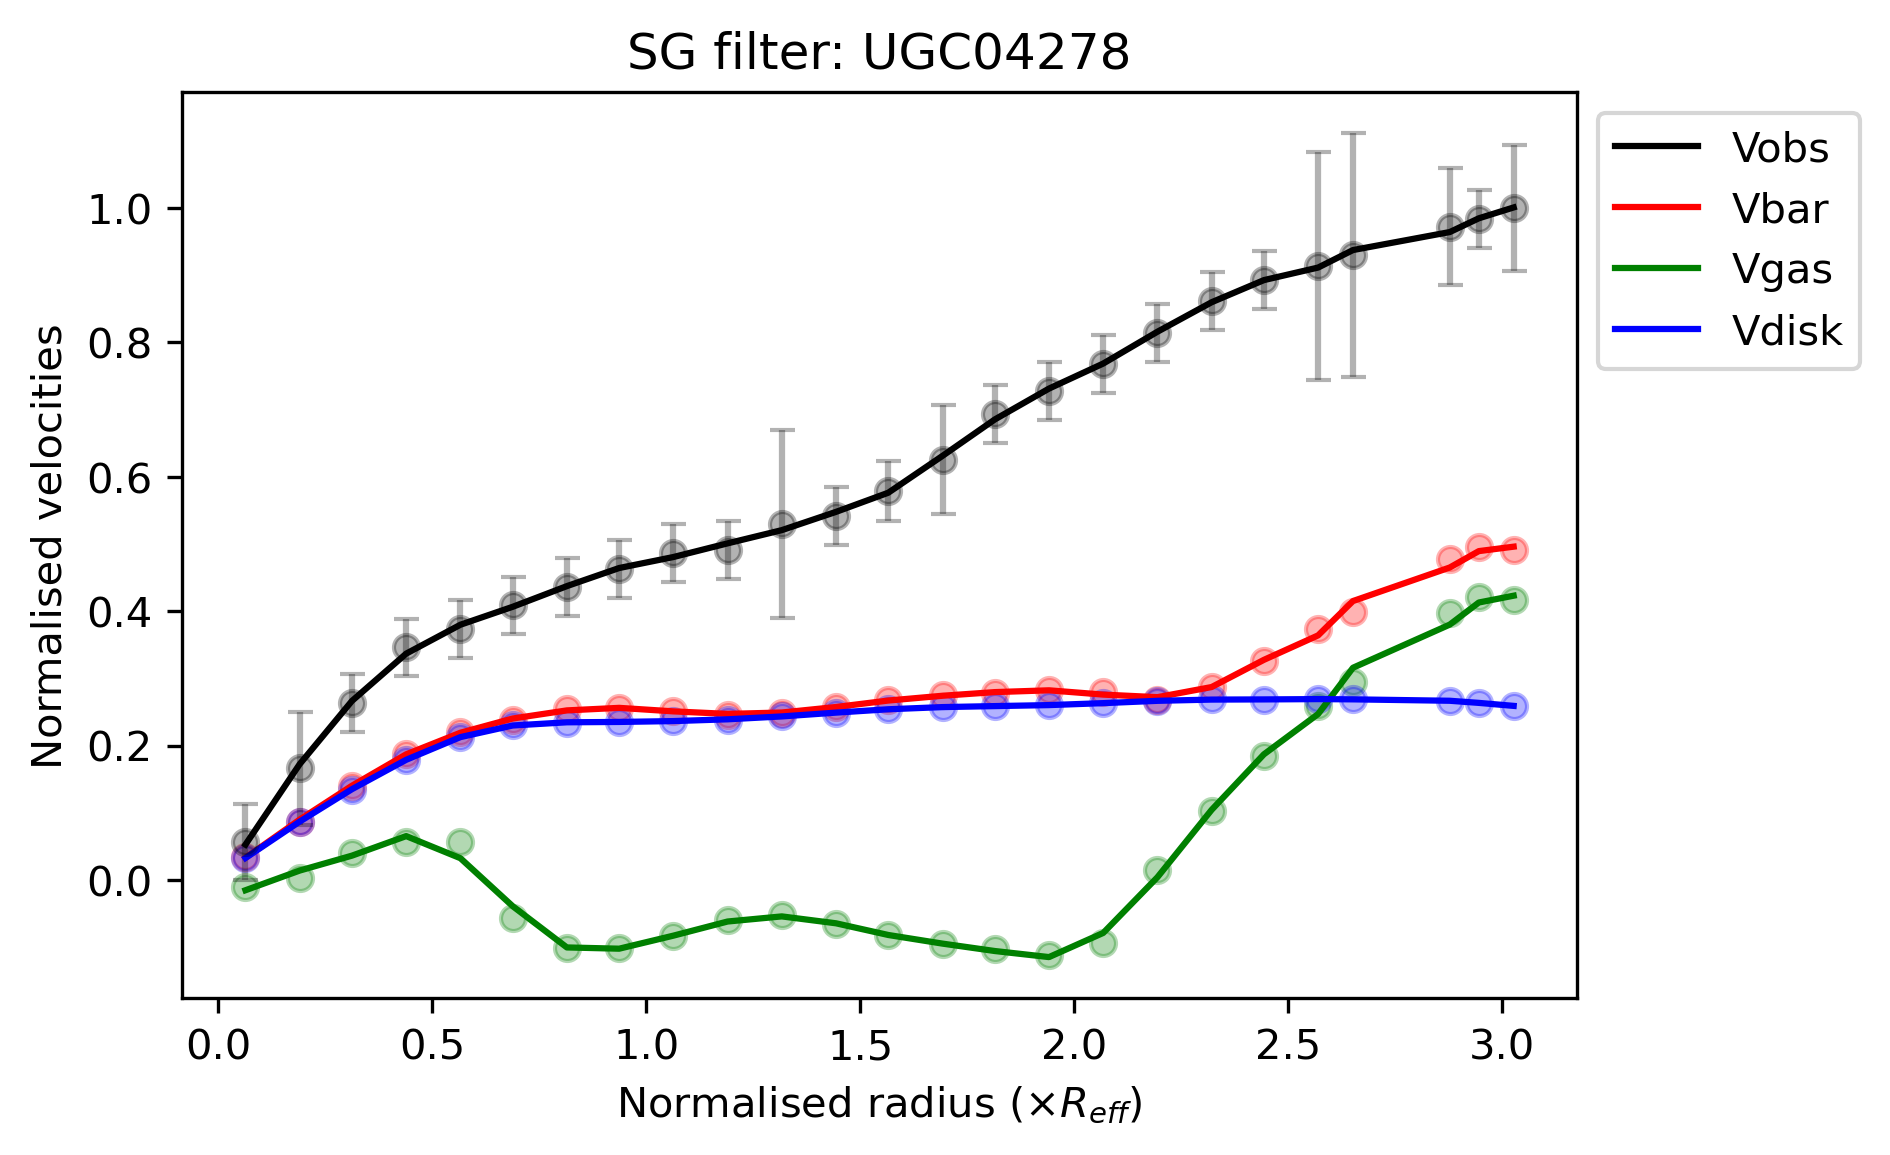 SG filter: UGC04278
Vobs
Vbar
Vgas
Vdisk
Normalised velocities
1.0
0.8
0.6
0.4
0.2
0.0
0.0 0.5 1.0 1.5 2.0 2.5 3.0
Normalised radius (×R_eff)